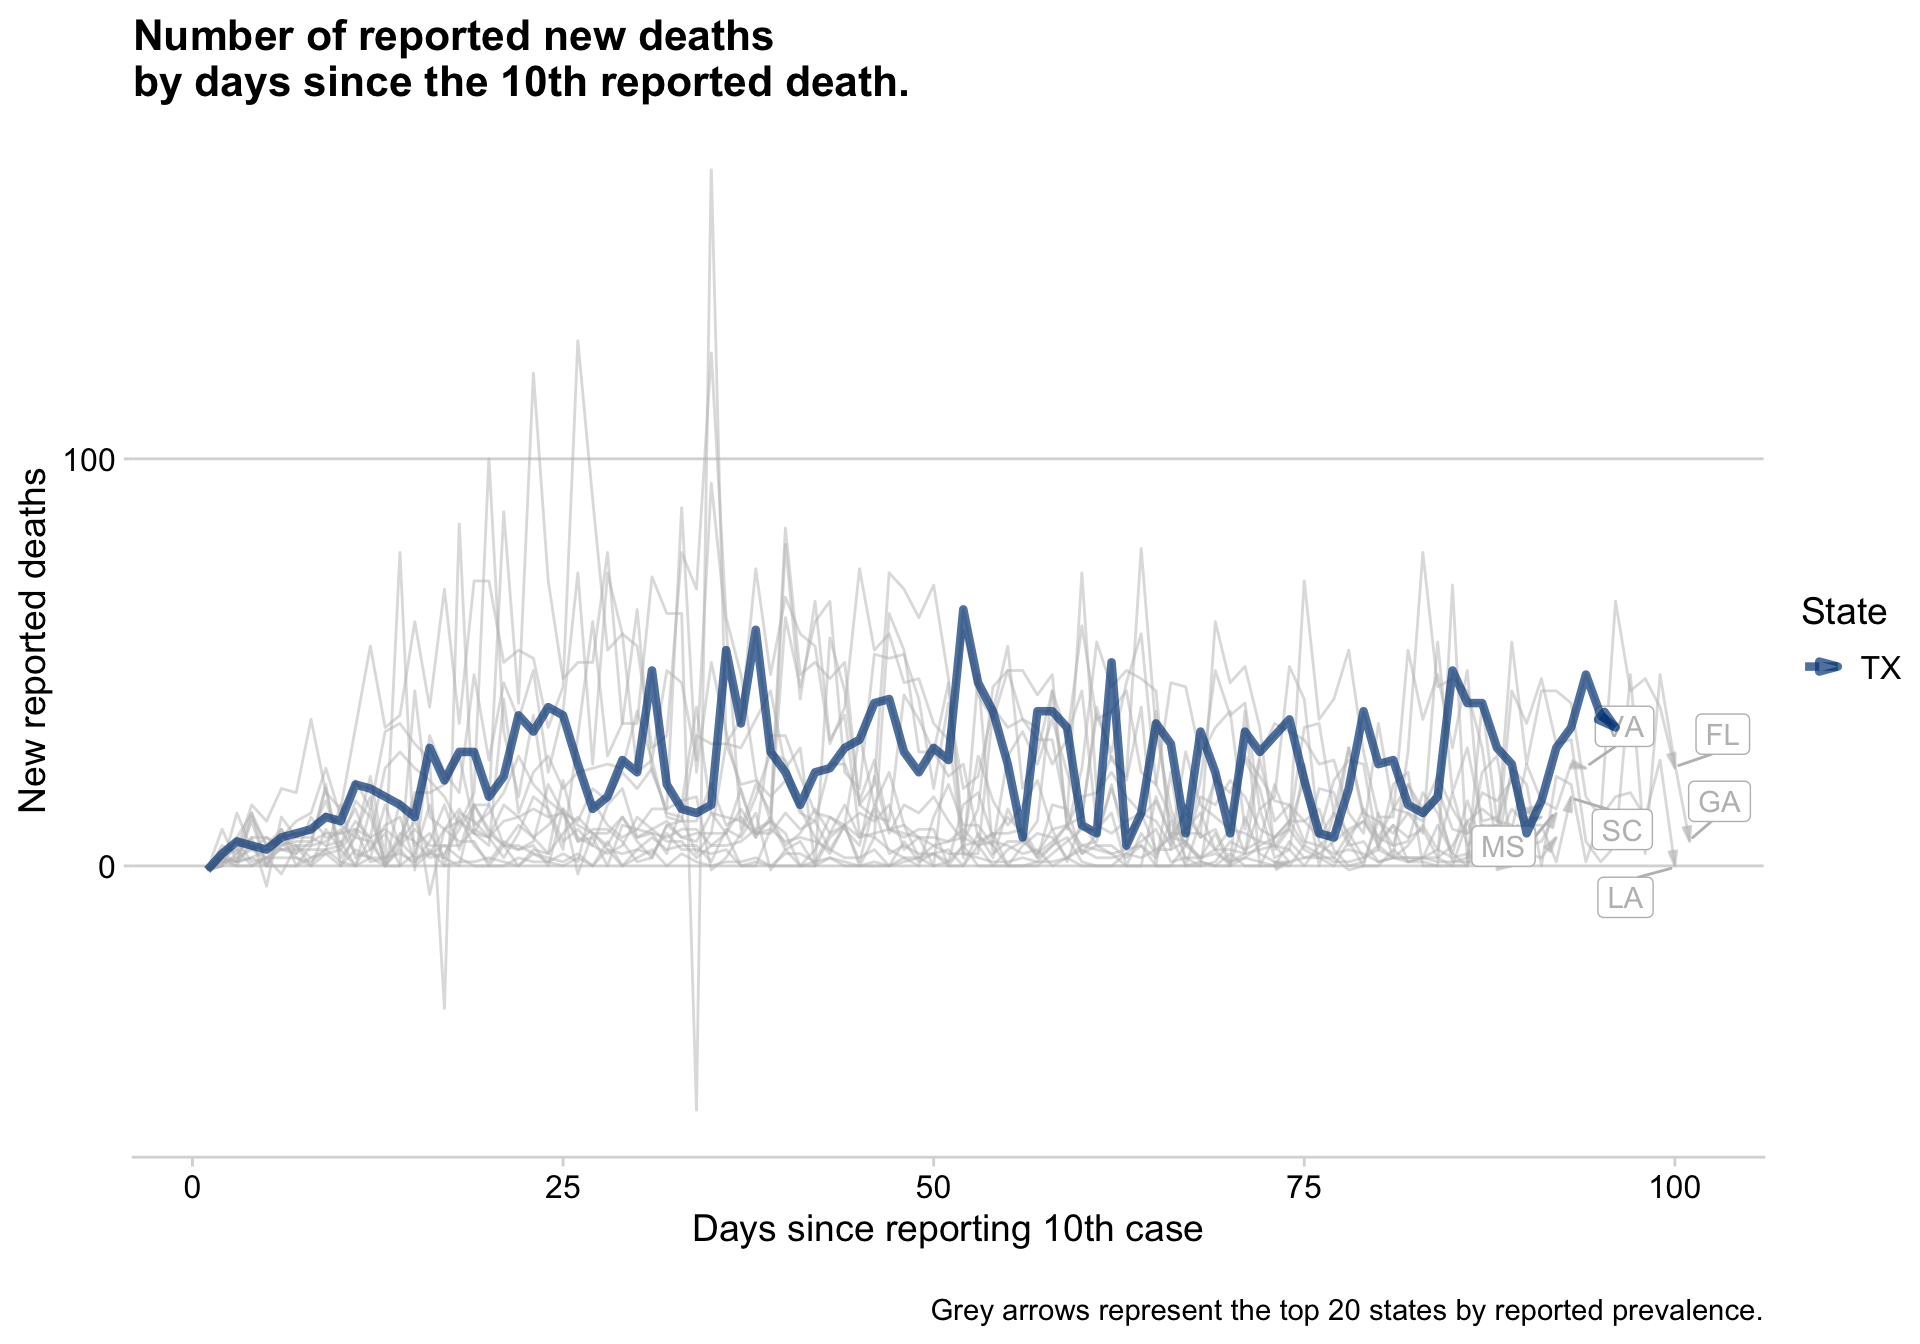 Number of reported new deaths
by days since the 10th reported death.
New reported deaths
100
0
VA
FL
GA
SC
MS
LA
State
TX
0 25 50 75 100
Days since reporting 10th case
Grey arrows represent the top 20 states by reported prevalence.